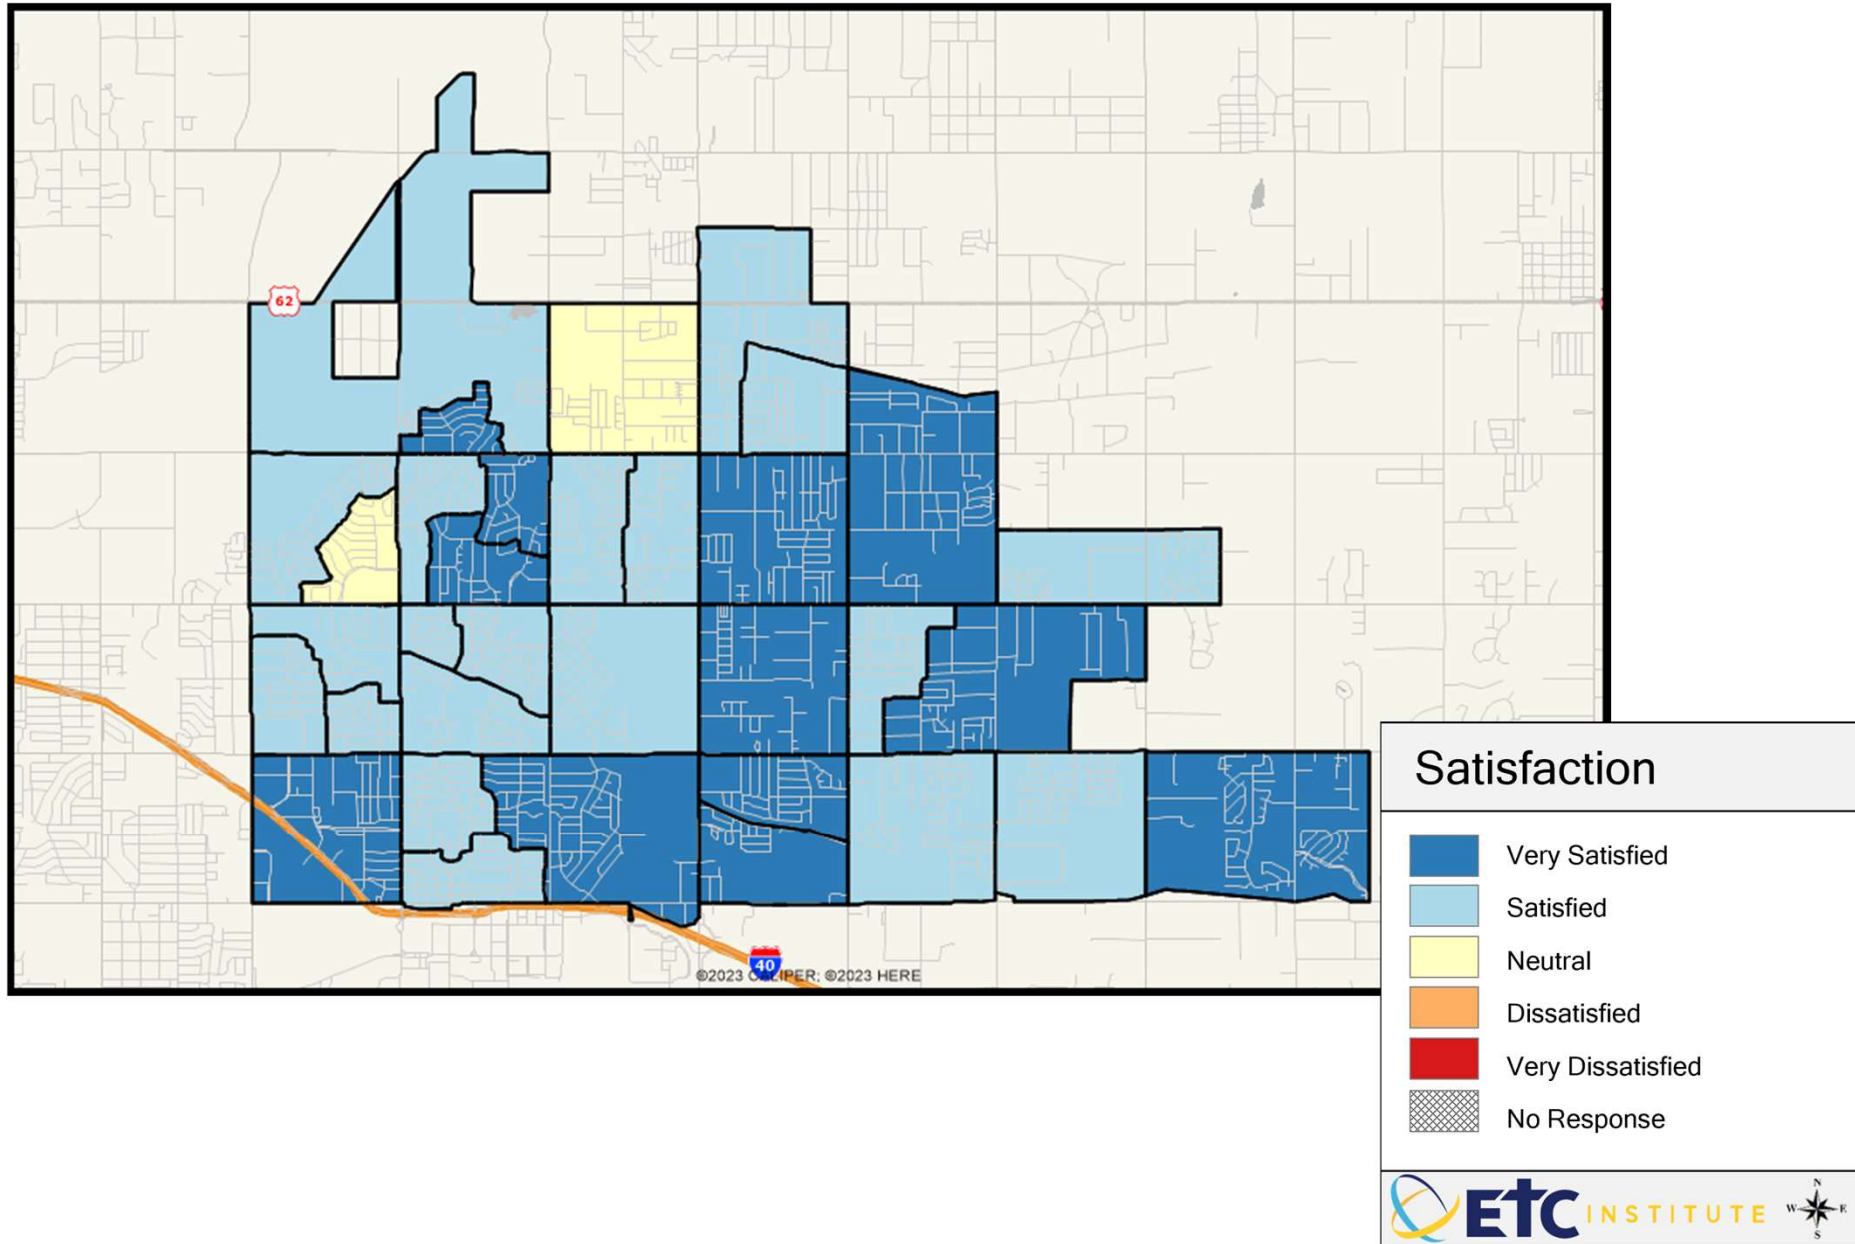 62
40
©2023 CALIPER; ©2023 HERE
Satisfaction
Very Satisfied
Satisfied
Neutral
Dissatisfied
Very Dissatisfied
No Response
ETC INSTITUTE
N
W E
S